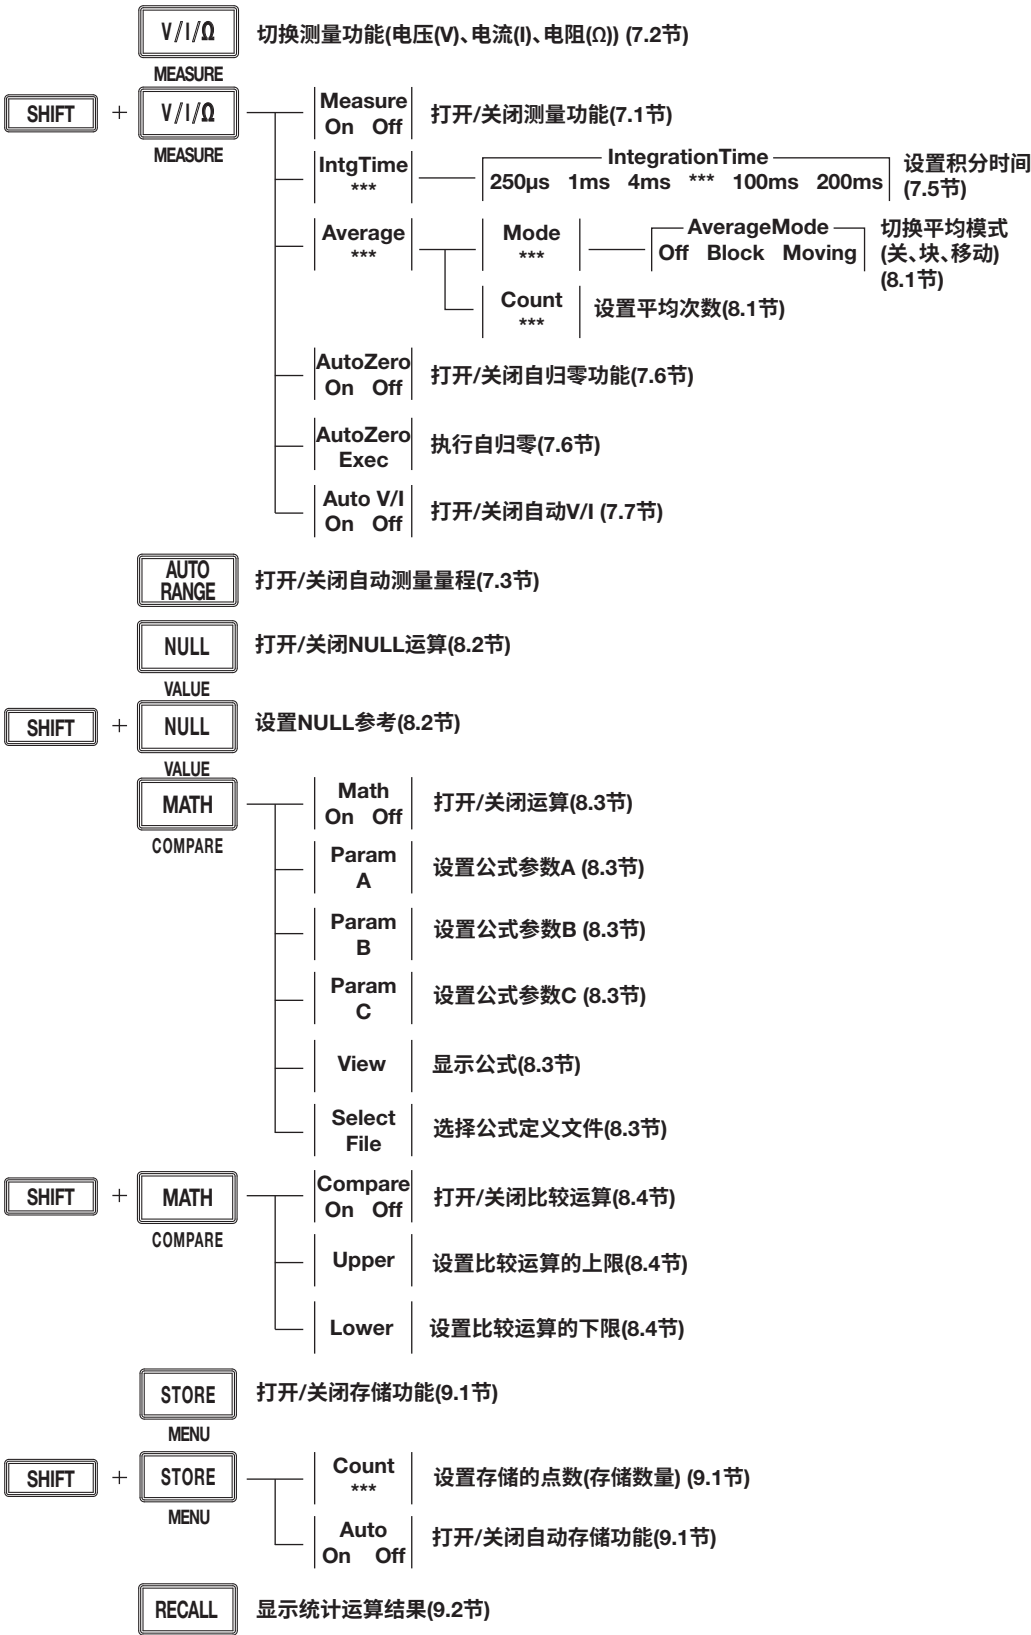 V/I/Ω 切换测量功能(电压(V)、电流(I)、电阻(Ω)) (7.2节)
MEASURE
SHIFT + V/I/Ω
MEASURE
Measure
On Off
打开/关闭测量功能(7.1节)
IntgTime
***
IntegrationTime
250μs 1ms 4ms *** 100ms 200ms
设置积分时间
(7.5节)
Average
***
Mode
***
AverageMode
Off Block Moving
切换平均模式
(关、块、移动)
(8.1节)
Count
***
设置平均次数(8.1节)
AutoZero
On Off
打开/关闭自归零功能(7.6节)
AutoZero
Exec
执行自归零(7.6节)
Auto V/I
On Off
打开/关闭自动V/I (7.7节)
AUTO
RANGE
打开/关闭自动测量量程(7.3节)
NULL
打开/关闭NULL运算(8.2节)
VALUE
SHIFT + NULL
设置NULL参考(8.2节)
VALUE
MATH
COMPARE
Math
On Off
打开/关闭运算(8.3节)
Param
A
设置公式参数A (8.3节)
Param
B
设置公式参数B (8.3节)
Param
C
设置公式参数C (8.3节)
View
显示公式(8.3节)
Select
File
选择公式定义文件(8.3节)
SHIFT + MATH
COMPARE
Compare
On Off
打开/关闭比较运算(8.4节)
Upper
设置比较运算的上限(8.4节)
Lower
设置比较运算的下限(8.4节)
STORE
打开/关闭存储功能(9.1节)
MENU
SHIFT + STORE
MENU
Count
***
设置存储的点数(存储数量) (9.1节)
Auto
On Off
打开/关闭自动存储功能(9.1节)
RECALL
显示统计运算结果(9.2节)